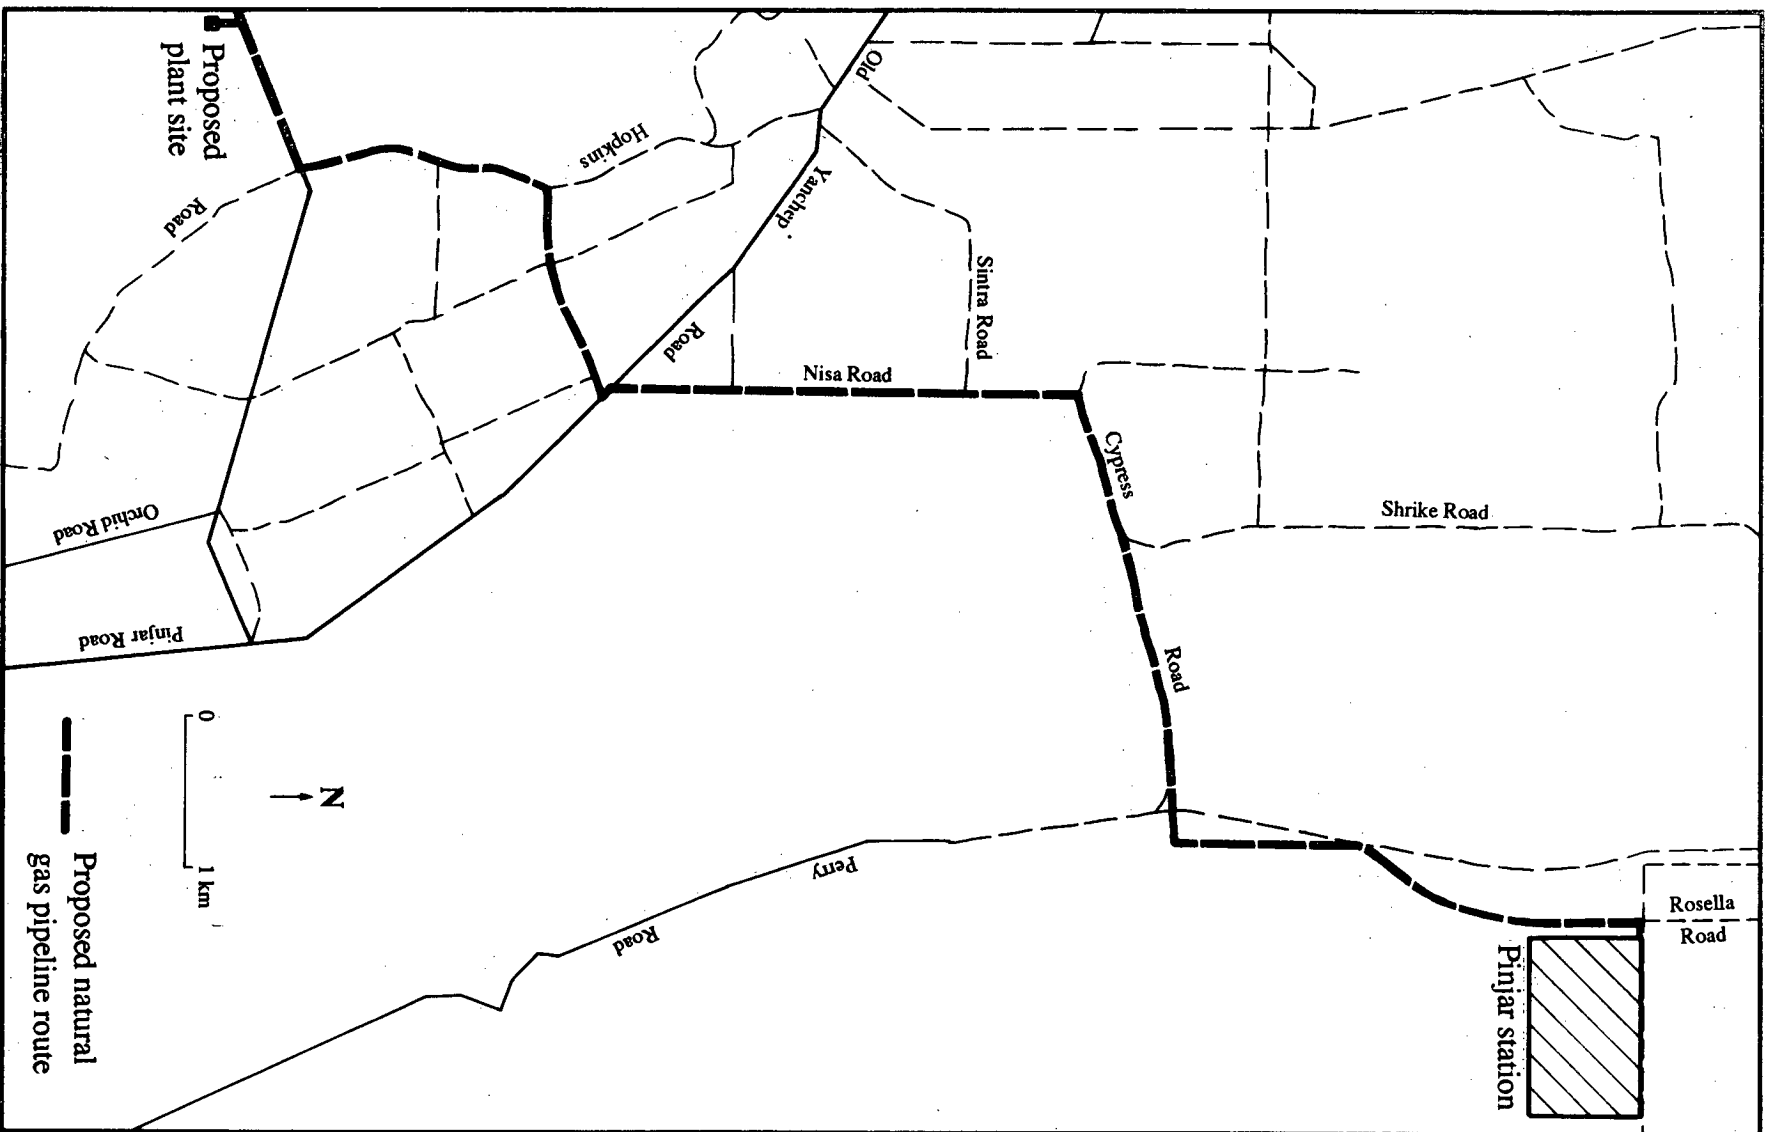 Proposed
plant site
Road
Hopkins
Old
Yanchep
Road
Sintra Road
Nisa Road
Cypress
Road
Shrike Road
Orchid Road
Pinjar Road
Perry
Road
Rosella
Road
Pinjar station
0
1 km
N
Proposed natural
gas pipeline route